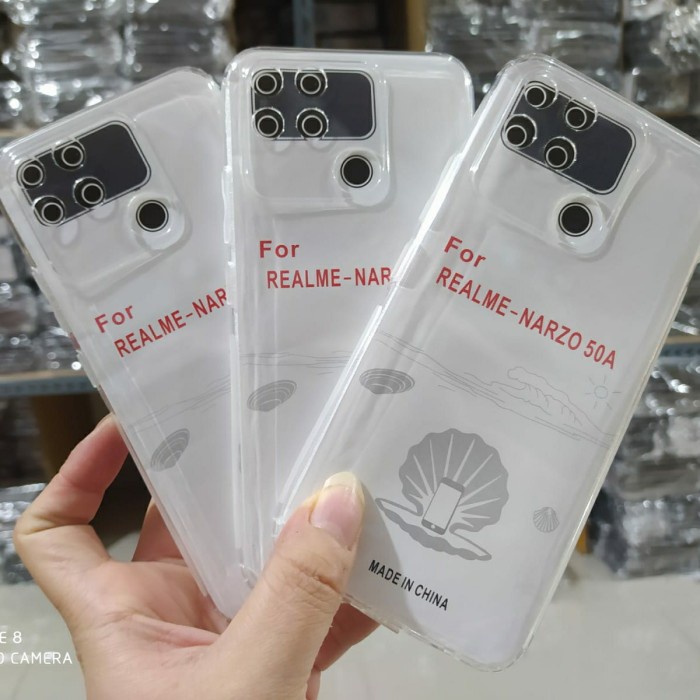 For
REALME-NAR
For
REALME-NAR
For
REALME-NARZO 50A
MADE IN CHINA
E 8
CAMERA